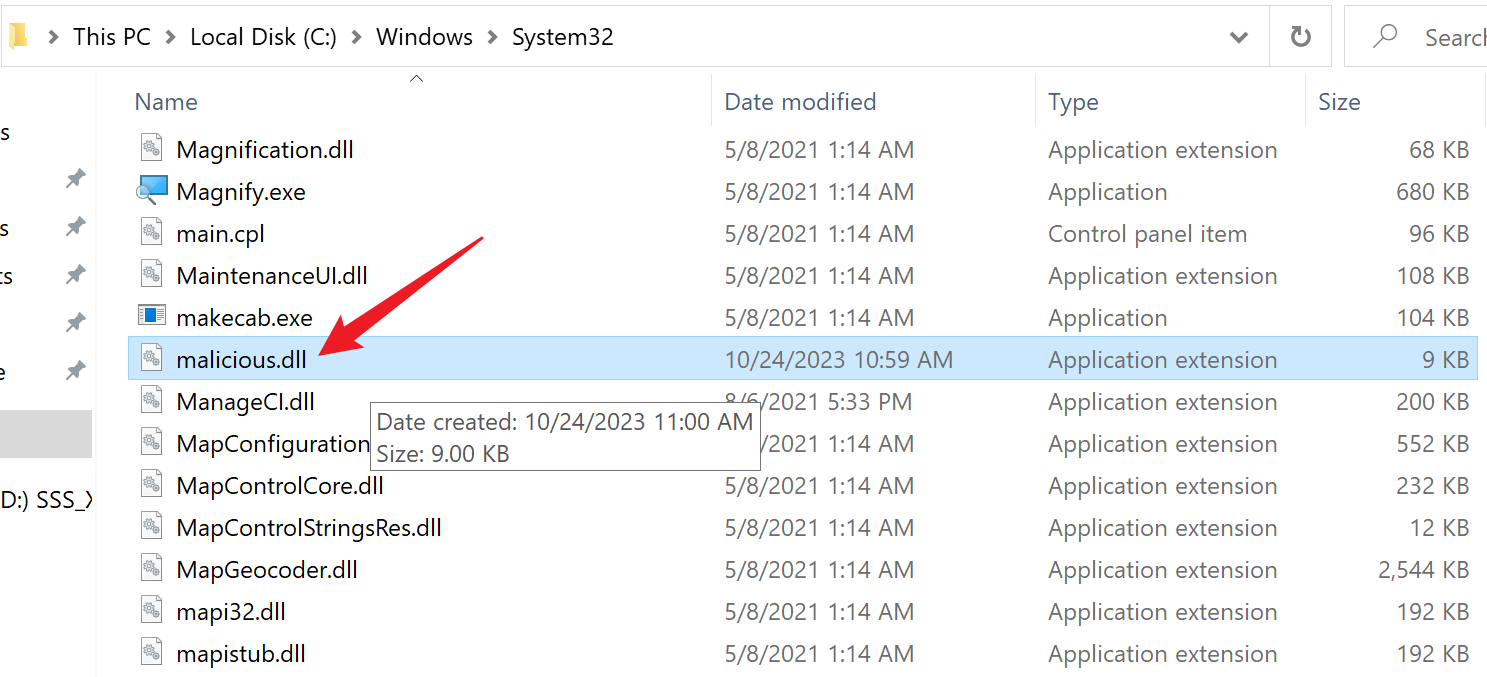 This PC Local Disk (C:) Windows System32 Search
Name Date modified Type Size
s
Magnification.dll 5/8/2021 1:14 AM Application extension 68 KB
Magnify.exe 5/8/2021 1:14 AM Application 680 KB
s main.cpl 5/8/2021 1:14 AM Control panel item 96 KB
ts MaintenanceUI.dll 5/8/2021 1:14 AM Application extension 108 KB
makecab.exe 5/8/2021 1:14 AM Application 104 KB
e malicious.dll 10/24/2023 10:59 AM Application extension 9 KB
ManageCI.dll 8/6/2021 5:33 PM Application extension 200 KB
Date created: 10/24/2023 11:00 AM
MapConfiguration /2021 1:14 AM Application extension 552 KB
Size: 9.00 KB
D:) SSS_X MapControlCore.dll 5/8/2021 1:14 AM Application extension 232 KB
MapControlStringsRes.dll 5/8/2021 1:14 AM Application extension 12 KB
MapGeocoder.dll 5/8/2021 1:14 AM Application extension 2,544 KB
mapi32.dll 5/8/2021 1:14 AM Application extension 192 KB
mapistub.dll 5/8/2021 1:14 AM Application extension 192 KB